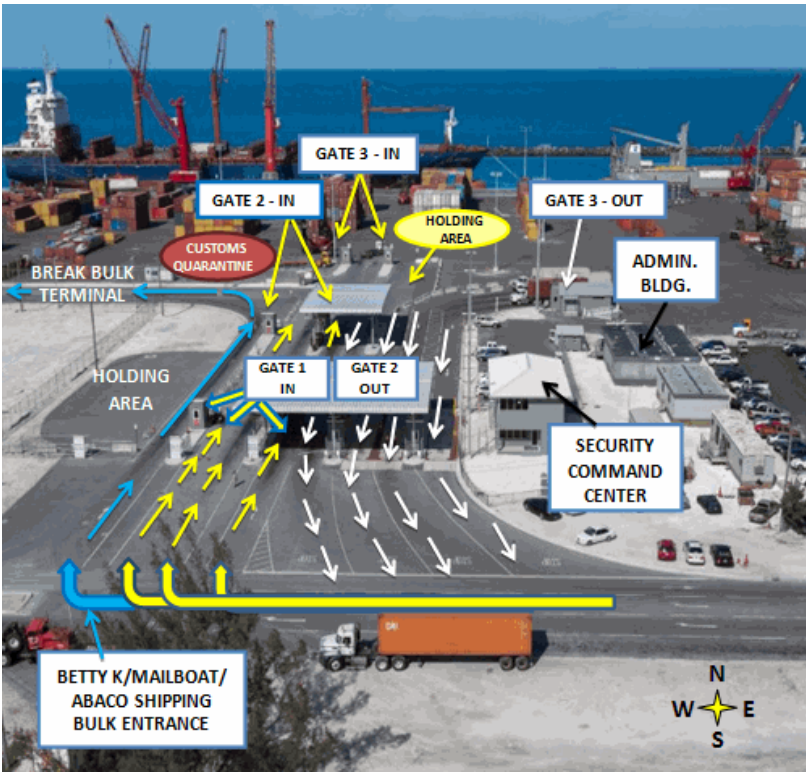 GATE 3 - IN
GATE 2 - IN
GATE 3 - OUT
HOLDING
AREA
CUSTOMS
QUARANTINE
ADMIN.
BLDG.
BREAK BULK
TERMINAL
HOLDING
AREA
GATE 1
IN
GATE 2
OUT
SECURITY
COMMAND
CENTER
BETTY K/MAILBOAT/
ABACO SHIPPING
BULK ENTRANCE
N
W E
S